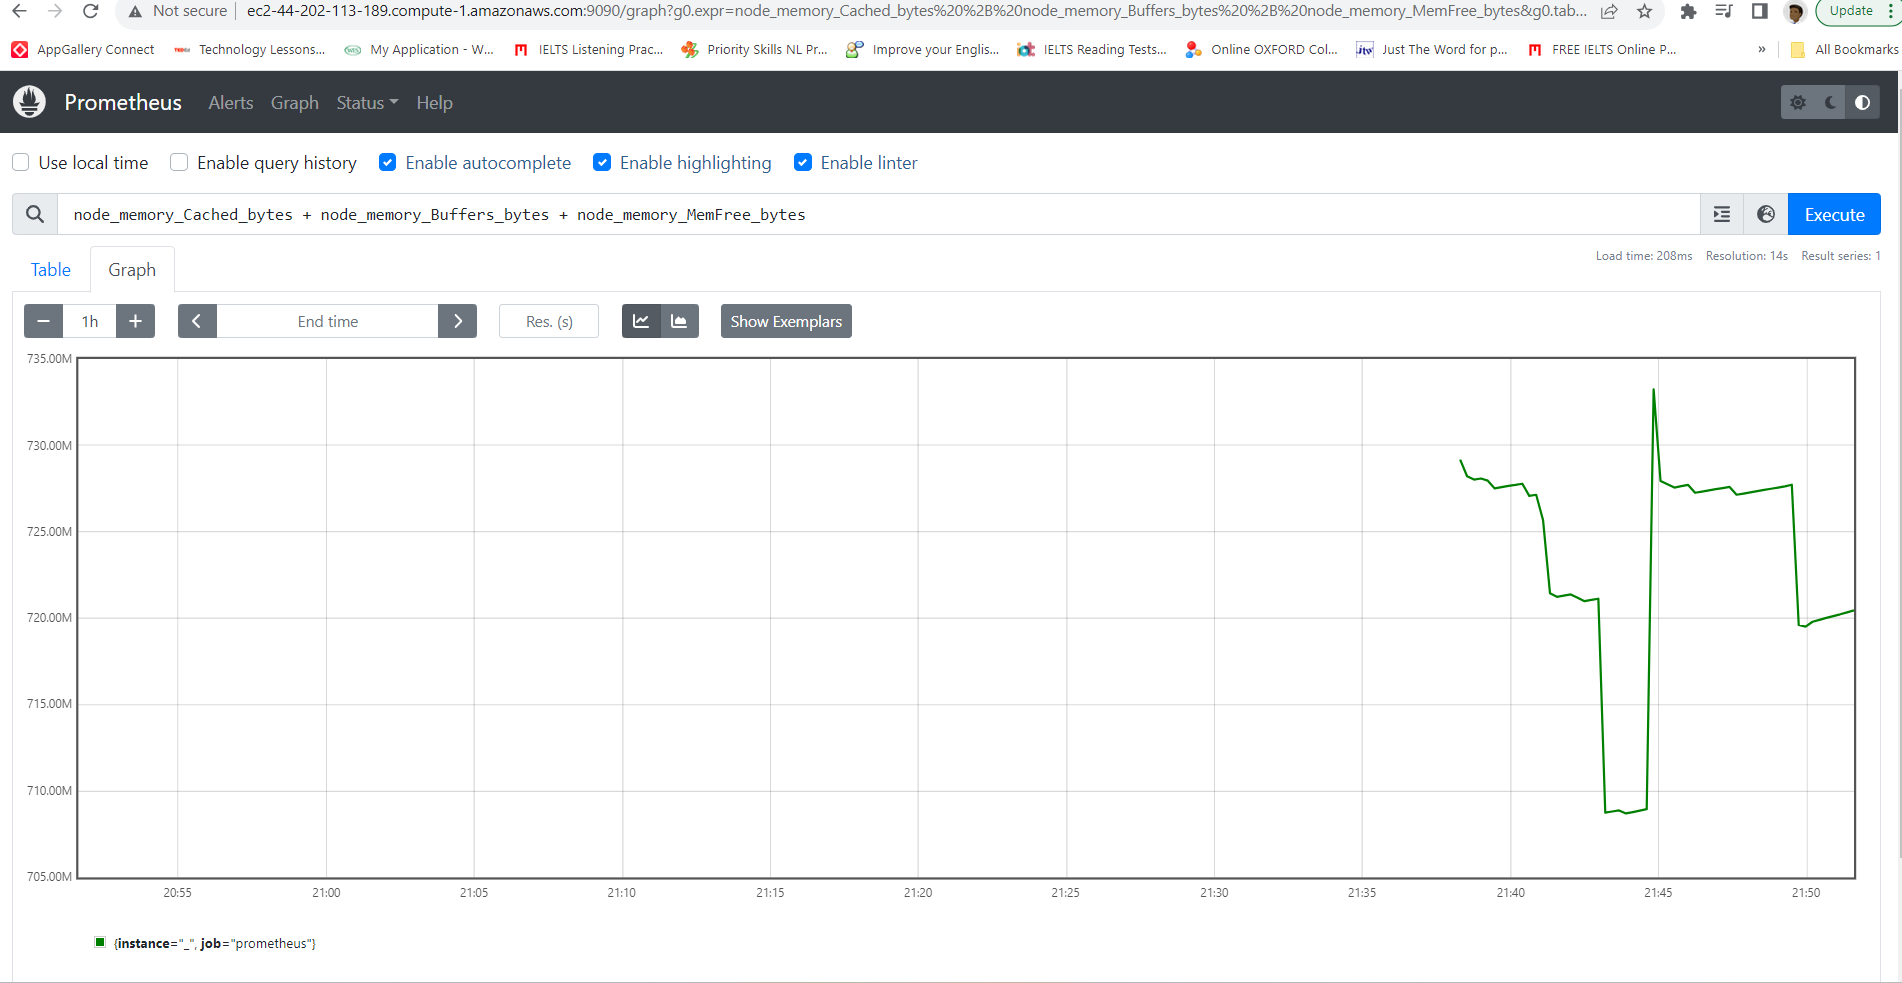 Not secure ec2-44-202-113-189.compute-1.amazonaws.com:9090/graph?g0.expr=node_memory_Cached_bytes%20%2B%20node_memory_Buffers_bytes%20%2B%20node_memory_MemFree_bytes&g0.tab... Update
AppGallery Connect Technology Lessons... My Application - W... IELTS Listening Prac... Priority Skills NL Pr... Improve your Englis... IELTS Reading Tests... Online OXFORD Col... Just The Word for p... FREE IELTS Online P... » All Bookmarks
Prometheus Alerts Graph Status Help
Use local time Enable query history Enable autocomplete Enable highlighting Enable linter
node_memory_Cached_bytes + node_memory_Buffers_bytes + node_memory_MemFree_bytes Execute
Load time: 208ms Resolution: 14s Result series: 1
Table Graph
− 1h + End time Res. (s) Show Exemplars
735.00M
730.00M
725.00M
720.00M
715.00M
710.00M
705.00M
20:55 21:00 21:05 21:10 21:15 21:20 21:25 21:30 21:35 21:40 21:45 21:50
{instance="_", job="prometheus"}